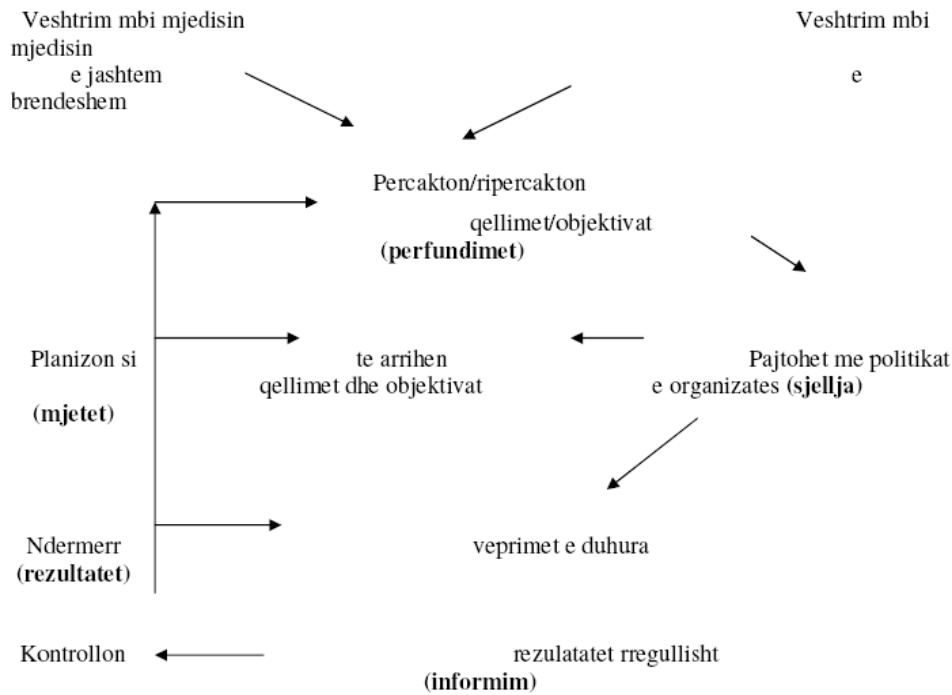 Veshtrim mbi mjedisin Veshtrim mbi
mjedisin
e jashtem e
brendeshem
Percakton/ripercakton
qellimet/objektivat
(perfundimet)
Planizon si te arrihen Pajtohet me politikat
qellimet dhe objektivat e organizates (sjellja)
(mjetet)
Ndermerr veprimet e duhura
(rezultatet)
Kontrollon rezulatatet rregullisht
(informim)